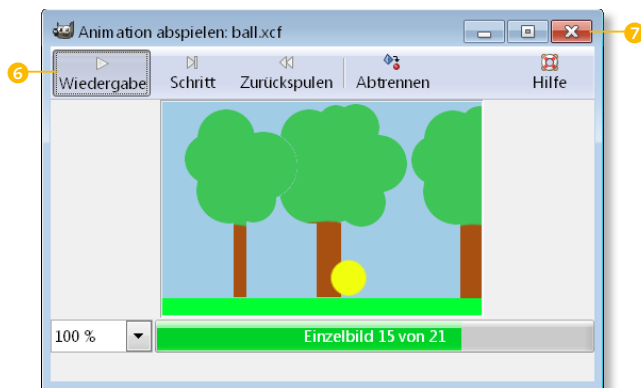 Animation abspielen: ball.xcf
7
6
Wiedergabe Schritt Zurückspulen Abtrennen Hilfe
100 % Einzelbild 15 von 21